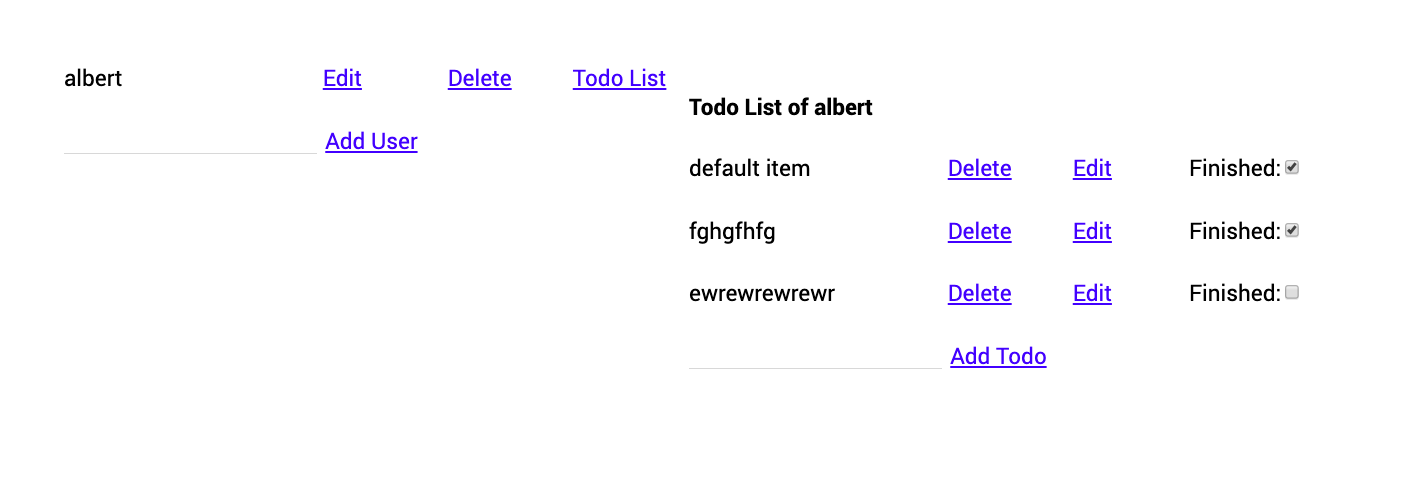 albert Edit Delete Todo List
Add User
Todo List of albert
default item Delete Edit Finished:
fghgfhfg Delete Edit Finished:
ewrewrewrewr Delete Edit Finished:
Add Todo